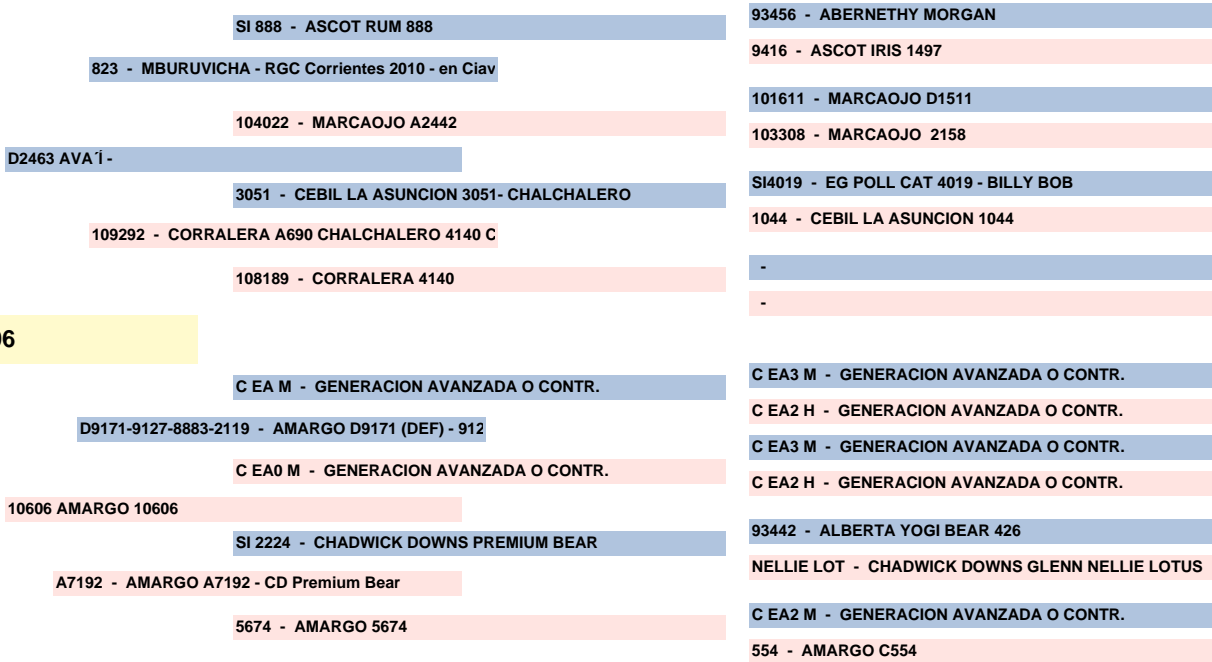 93456 - ABERNETHY MORGAN
SI 888 - ASCOT RUM 888
9416 - ASCOT IRIS 1497
823 - MBURUVICHA - RGC Corrientes 2010 - en Ciav
101611 - MARCAOJO D1511
104022 - MARCAOJO A2442
103308 - MARCAOJO 2158
D2463 AVA´Í -
SI4019 - EG POLL CAT 4019 - BILLY BOB
3051 - CEBIL LA ASUNCION 3051- CHALCHALERO
1044 - CEBIL LA ASUNCION 1044
109292 - CORRALERA A690 CHALCHALERO 4140 C
-
108189 - CORRALERA 4140
-
06
C EA3 M - GENERACION AVANZADA O CONTR.
C EA M - GENERACION AVANZADA O CONTR.
C EA2 H - GENERACION AVANZADA O CONTR.
D9171-9127-8883-2119 - AMARGO D9171 (DEF) - 912
C EA3 M - GENERACION AVANZADA O CONTR.
C EA0 M - GENERACION AVANZADA O CONTR.
C EA2 H - GENERACION AVANZADA O CONTR.
10606 AMARGO 10606
93442 - ALBERTA YOGI BEAR 426
SI 2224 - CHADWICK DOWNS PREMIUM BEAR
NELLIE LOT - CHADWICK DOWNS GLENN NELLIE LOTUS
A7192 - AMARGO A7192 - CD Premium Bear
C EA2 M - GENERACION AVANZADA O CONTR.
5674 - AMARGO 5674
554 - AMARGO C554